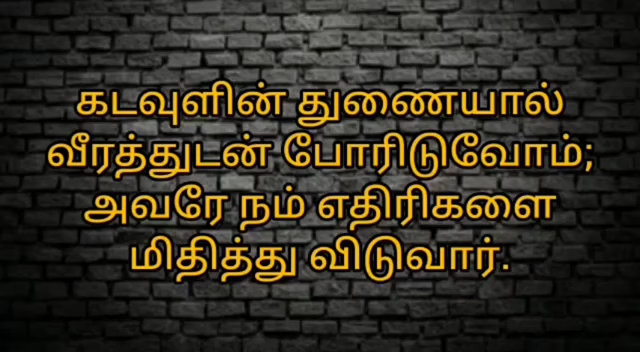 கடவுளின் துணையால்
வீரத்துடன் போரிடுவோம்;
அவரே நம் எதிரிகளை
மிதித்து விடுவார்.